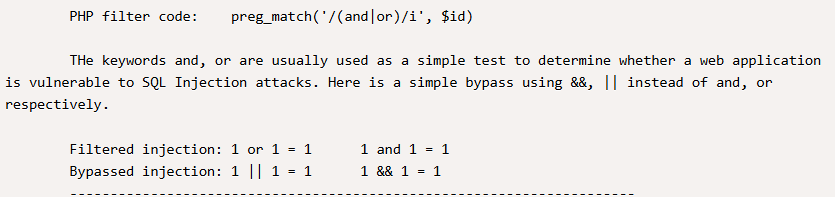 PHP filter code:    preg_match('/(and|or)/i', $id)
THe keywords and, or are usually used as a simple test to determine whether a web application
is vulnerable to SQL Injection attacks. Here is a simple bypass using &&, || instead of and, or
respectively.
Filtered injection: 1 or 1 = 1      1 and 1 = 1
Bypassed injection: 1 || 1 = 1      1 && 1 = 1
----------------------------------------------------------------------